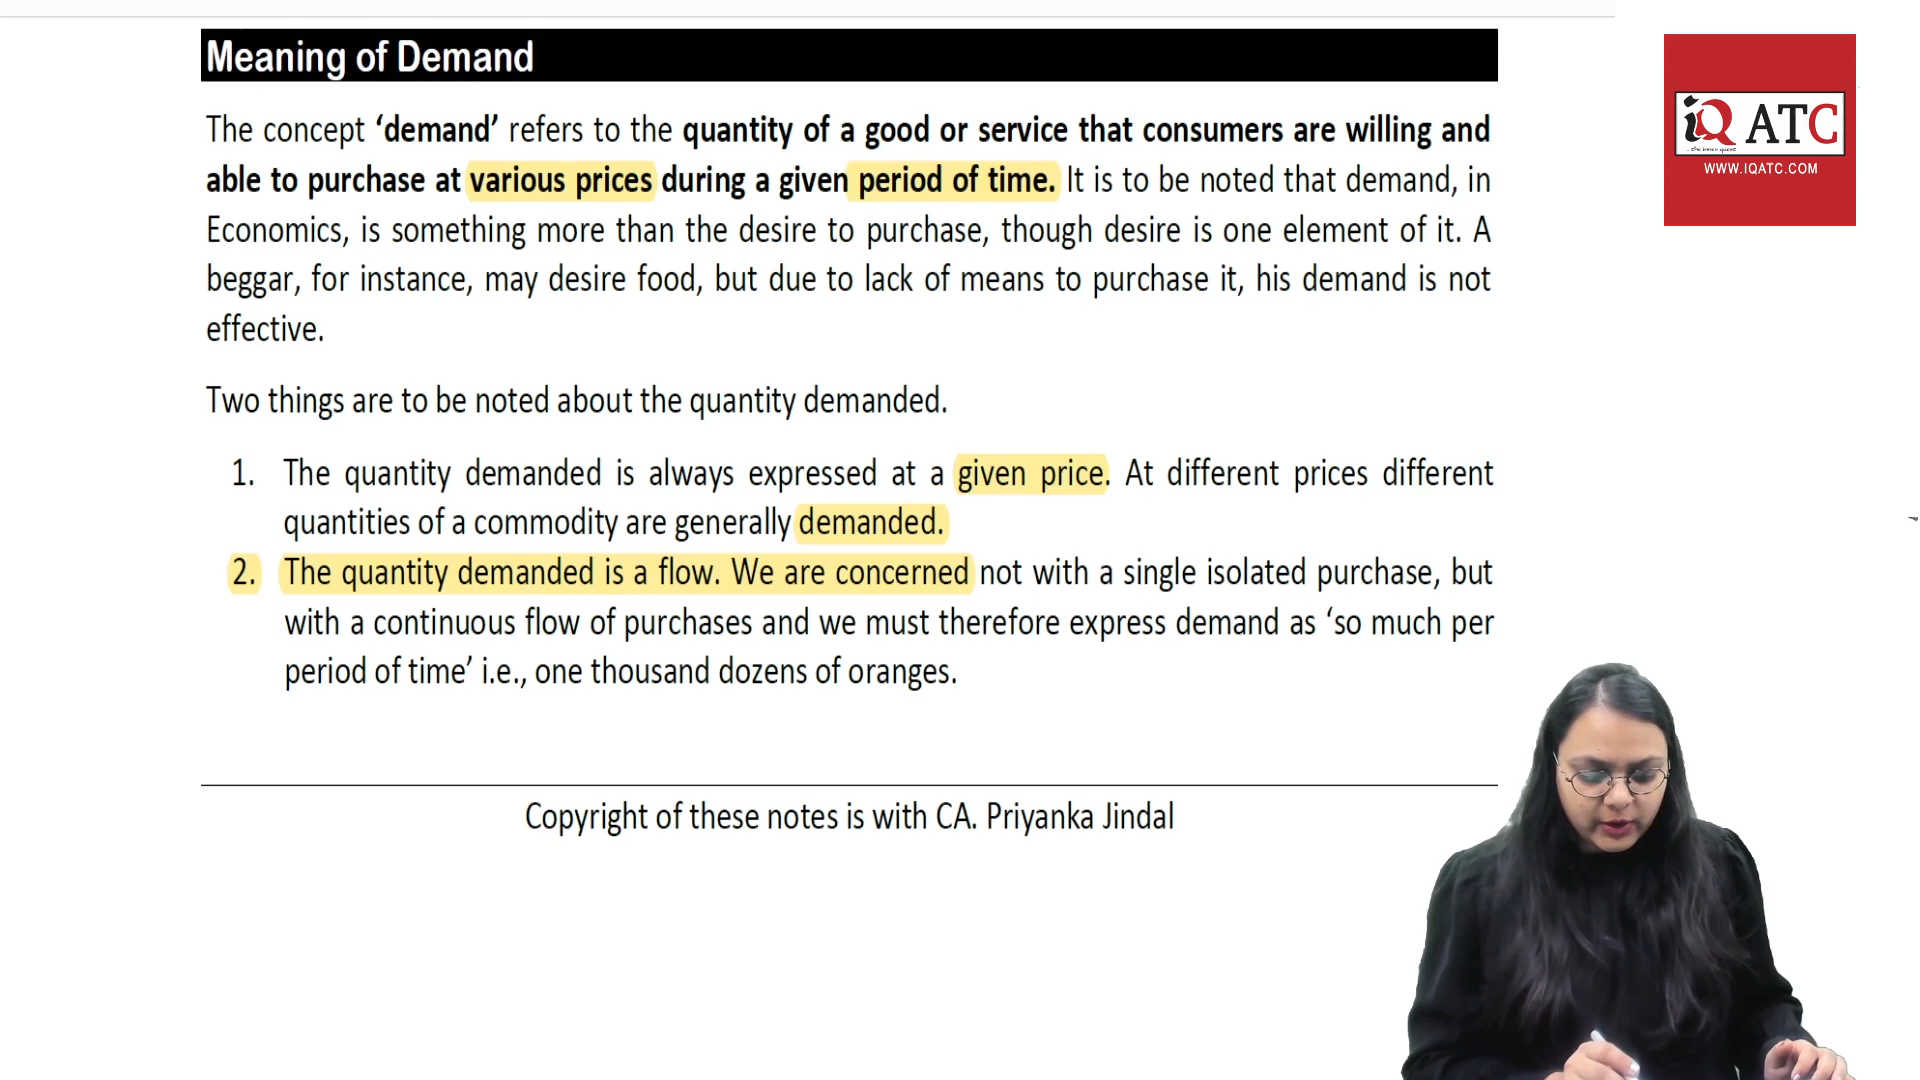 Meaning of Demand
The concept ‘demand’ refers to the quantity of a good or service that consumers are willing and
able to purchase at various prices during a given period of time. It is to be noted that demand, in
Economics, is something more than the desire to purchase, though desire is one element of it. A
beggar, for instance, may desire food, but due to lack of means to purchase it, his demand is not
effective.
Two things are to be noted about the quantity demanded.
1. The quantity demanded is always expressed at a given price. At different prices different
quantities of a commodity are generally demanded.
2. The quantity demanded is a flow. We are concerned not with a single isolated purchase, but
with a continuous flow of purchases and we must therefore express demand as ‘so much per
period of time’ i.e., one thousand dozens of oranges.
Copyright of these notes is with CA. Priyanka Jindal
iQ ATC
...the inner quest
WWW.IQATC.COM